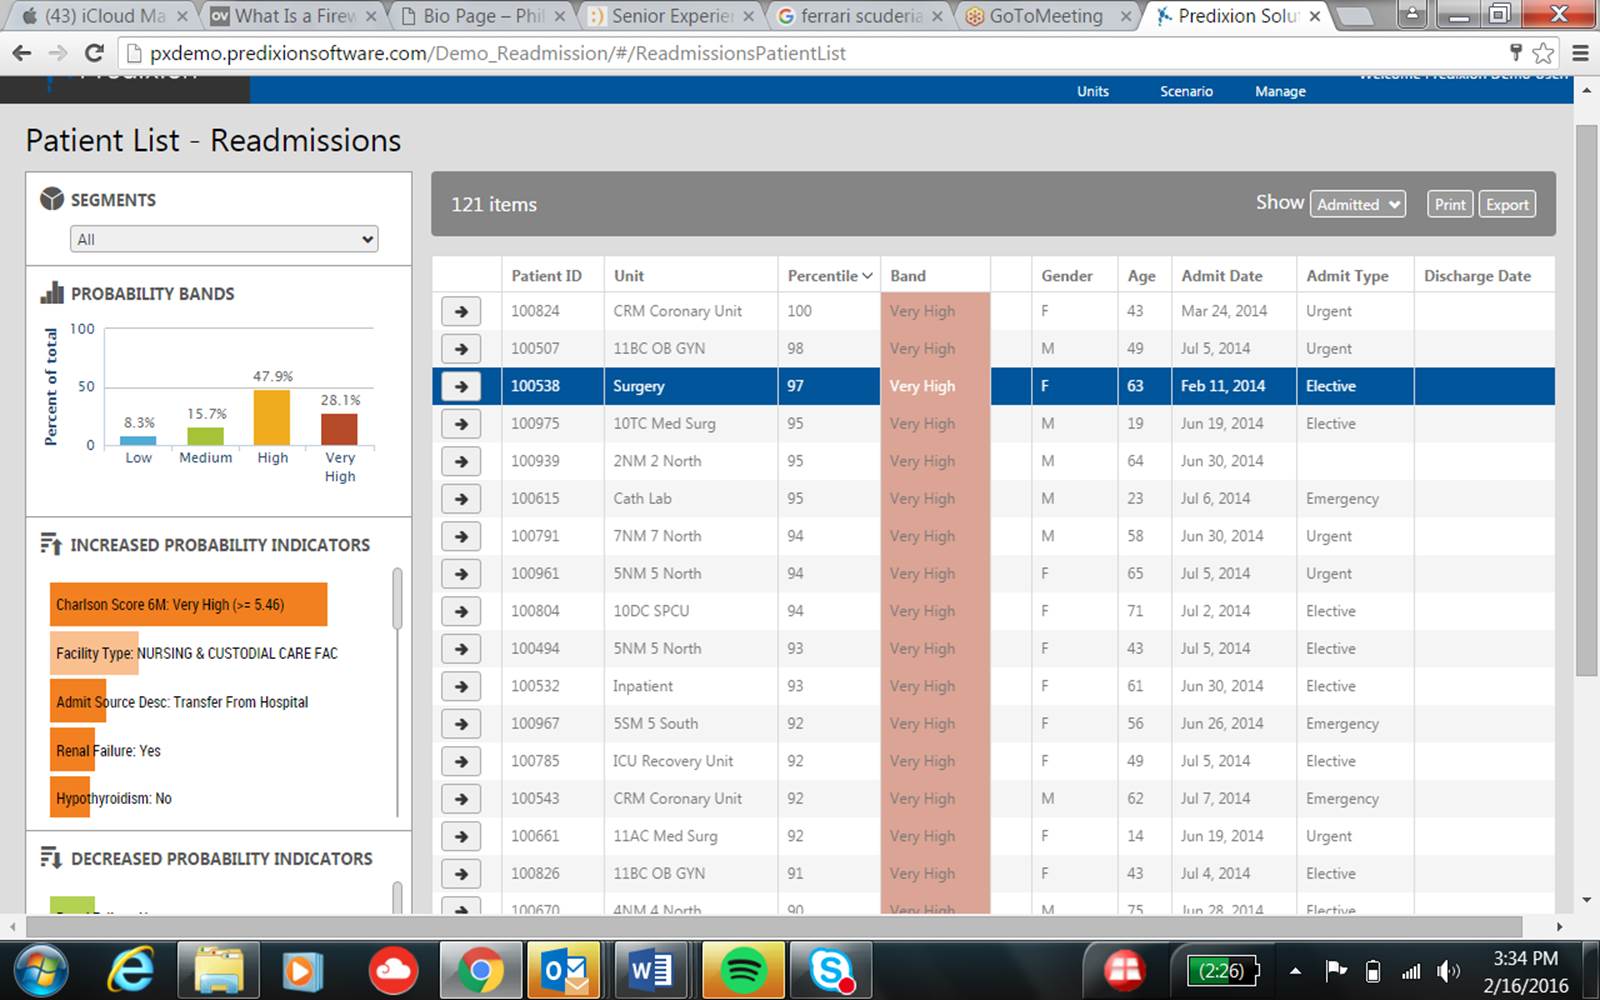 (43) iCloud Ma
What Is a Firew
Bio Page – Phil
Senior Experien
ferrari scuderia
GoToMeeting
Predixion Solut
pxdemo.predixionsoftware.com/Demo_Readmission/#/ReadmissionsPatientList
Units Scenario Manage
Patient List - Readmissions
SEGMENTS
All
PROBABILITY BANDS
Percent of total
100
50
0
8.3% 15.7% 47.9% 28.1%
Low Medium High Very High
INCREASED PROBABILITY INDICATORS
Charlson Score 6M: Very High (>= 5.46)
Facility Type: NURSING & CUSTODIAL CARE FAC
Admit Source Desc: Transfer From Hospital
Renal Failure: Yes
Hypothyroidism: No
DECREASED PROBABILITY INDICATORS
121 items Show Admitted Print Export
Patient ID Unit Percentile Band Gender Age Admit Date Admit Type Discharge Date
100824 CRM Coronary Unit 100 Very High F 43 Mar 24, 2014 Urgent
100507 11BC OB GYN 98 Very High M 49 Jul 5, 2014 Urgent
100538 Surgery 97 Very High F 63 Feb 11, 2014 Elective
100975 10TC Med Surg 95 Very High M 19 Jun 19, 2014 Elective
100939 2NM 2 North 95 Very High M 64 Jun 30, 2014
100615 Cath Lab 95 Very High M 23 Jul 6, 2014 Emergency
100791 7NM 7 North 94 Very High M 58 Jun 30, 2014 Urgent
100961 5NM 5 North 94 Very High F 65 Jul 5, 2014 Urgent
100804 10DC SPCU 94 Very High F 71 Jul 2, 2014 Elective
100494 5NM 5 North 93 Very High F 43 Jul 5, 2014 Elective
100532 Inpatient 93 Very High F 61 Jun 30, 2014 Elective
100967 5SM 5 South 92 Very High F 56 Jun 26, 2014 Emergency
100785 ICU Recovery Unit 92 Very High F 49 Jul 5, 2014 Elective
100543 CRM Coronary Unit 92 Very High M 62 Jul 7, 2014 Emergency
100661 11AC Med Surg 92 Very High F 14 Jun 19, 2014 Urgent
100826 11BC OB GYN 91 Very High F 43 Jul 4, 2014 Elective
100670 4NM 4 North 90 Very High M 75 Jun 28, 2014 Elective
(2:26)
3:34 PM
2/16/2016